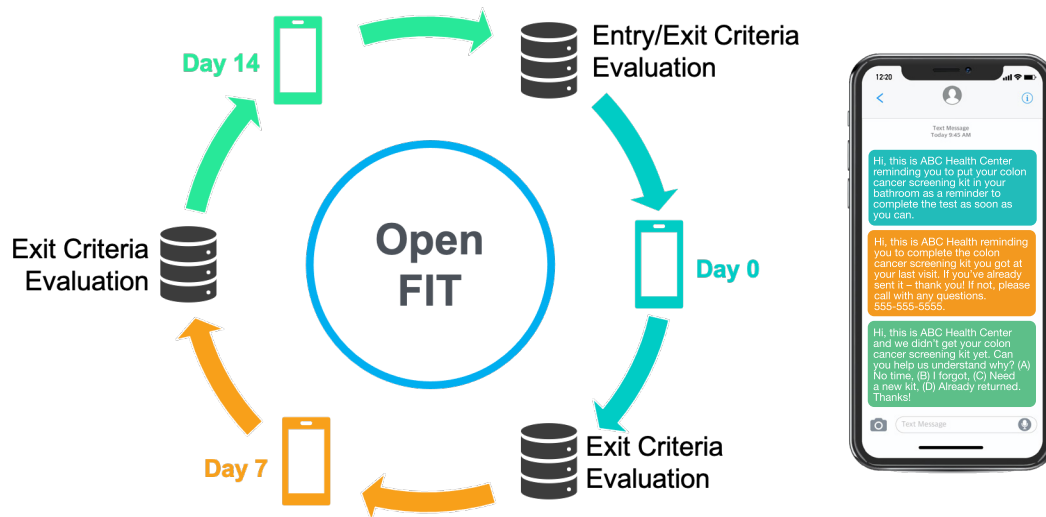 Day 14
Entry/Exit Criteria
Evaluation
Open
FIT
Day 0
Exit Criteria
Evaluation
Day 7
Exit Criteria
Evaluation
12:20
Text Message
Today 9:45 AM
Hi, this is ABC Health Center
reminding you to put your colon
cancer screening kit in your
bathroom as a reminder to
complete the test as soon as
you can.
Hi, this is ABC Health reminding
you to complete the colon
cancer screening kit you got at
your last visit. If you've already
sent it – thank you! If not, please
call with any questions.
555-555-5555.
Hi, this is ABC Health Center
and we didn't get your colon
cancer screening kit yet. Can
you help us understand why? (A)
No time, (B) I forgot, (C) Need
a new kit, (D) Already returned.
Thanks!
Text Message